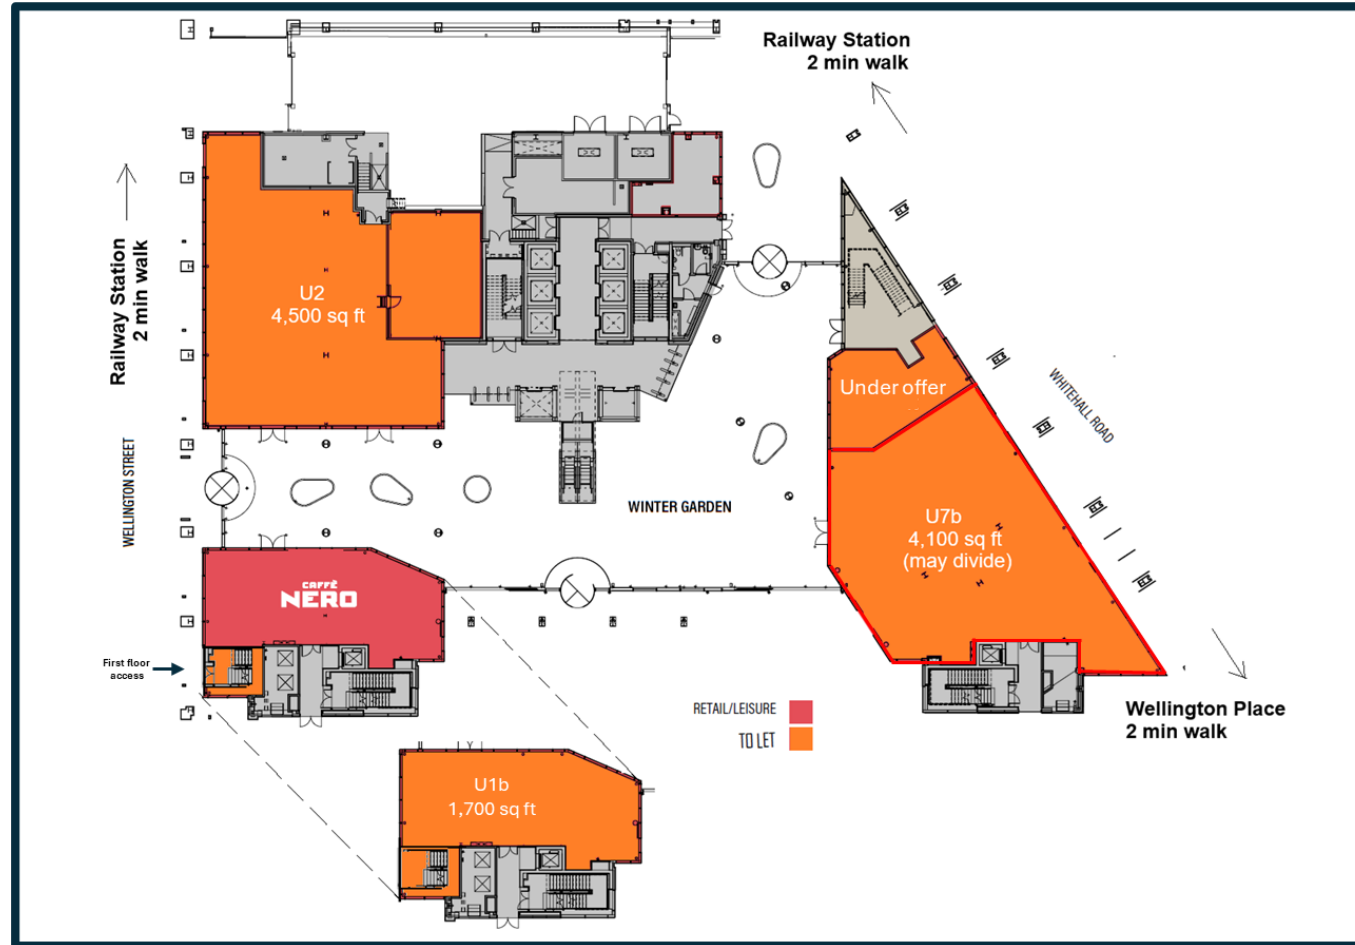 Railway Station
2 min walk
Railway Station
2 min walk
U2
4,500 sq ft
Under offer
WHITEHALL ROAD
WELLINGTON STREET
WINTER GARDEN
U7b
4,100 sq ft
(may divide)
CAFFÈ
NERO
First floor
access
RETAIL/LEISURE
TO LET
Wellington Place
2 min walk
U1b
1,700 sq ft